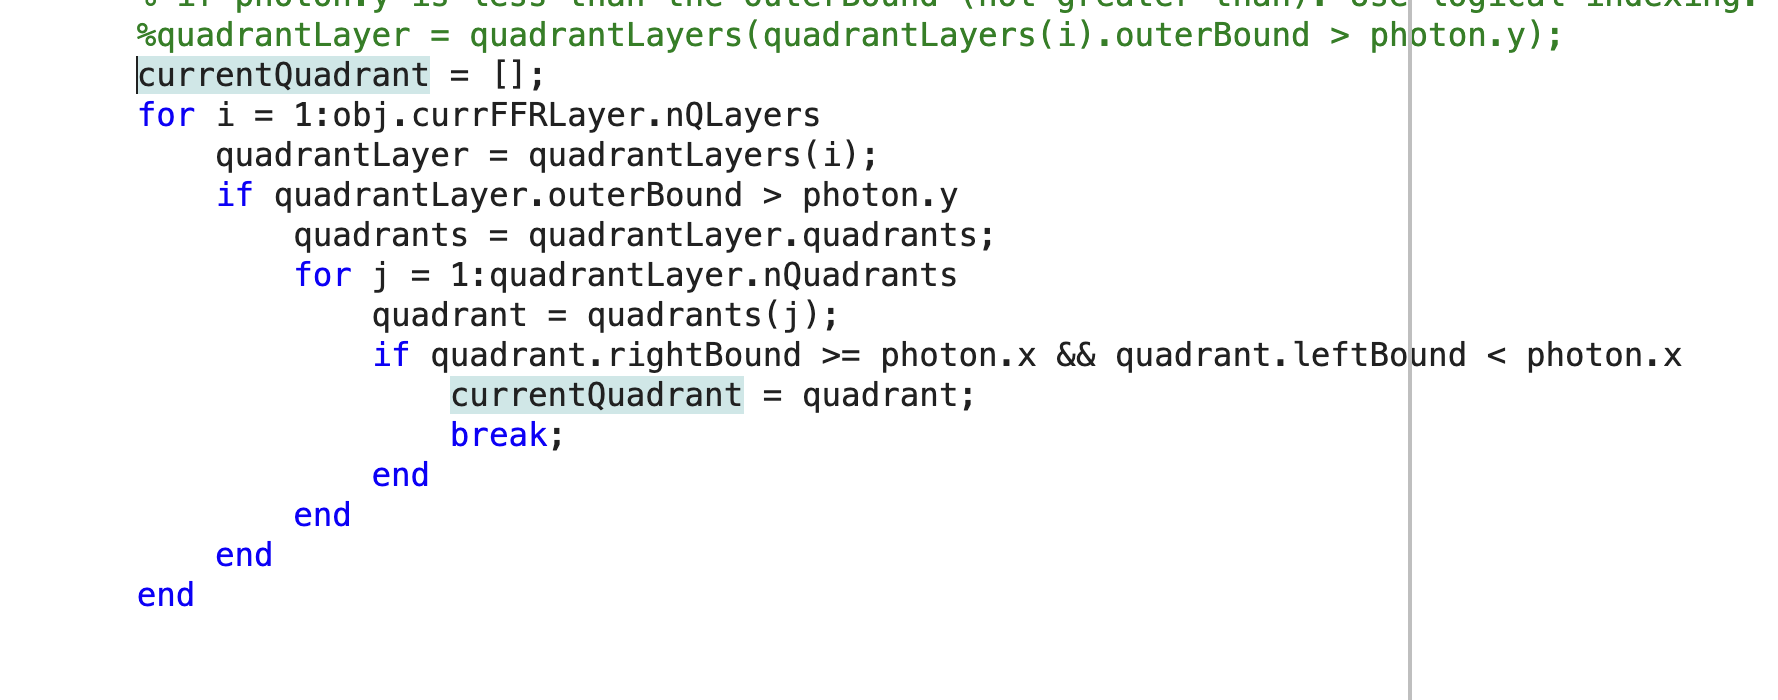 % if photon.y is less than the outerBound (not greater than). Use logical indexing.
%quadrantLayer = quadrantLayers(quadrantLayers(i).outerBound > photon.y);
currentQuadrant = [];
for i = 1:obj.currFFRLayer.nQLayers
    quadrantLayer = quadrantLayers(i);
    if quadrantLayer.outerBound > photon.y
        quadrants = quadrantLayer.quadrants;
        for j = 1:quadrantLayer.nQuadrants
            quadrant = quadrants(j);
            if quadrant.rightBound >= photon.x && quadrant.leftBound < photon.x
                currentQuadrant = quadrant;
                break;
            end
        end
    end
end